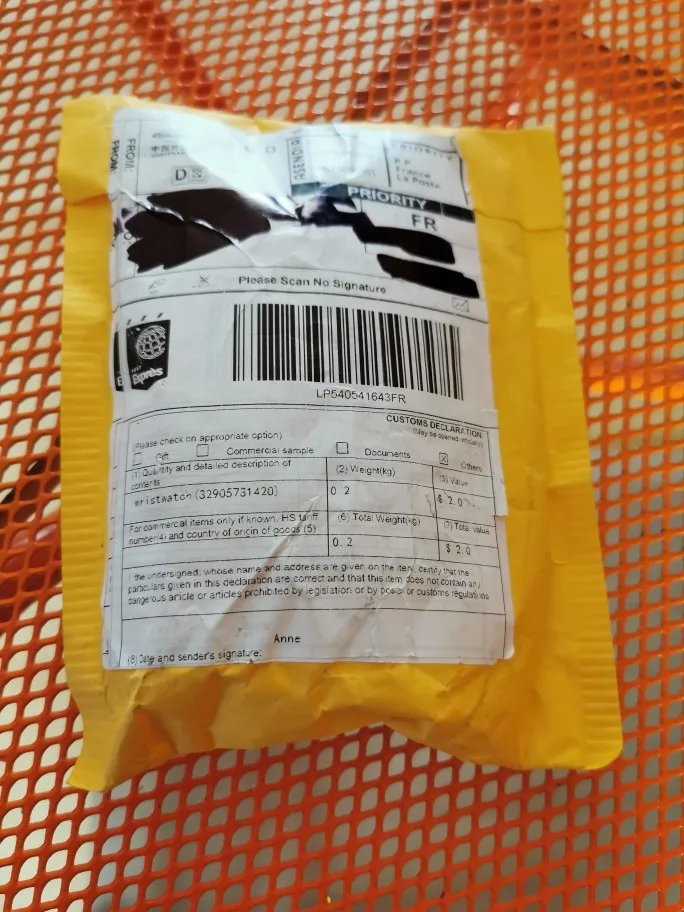 FROM:
FROM:
ASENDIA
PRIORITY
P.P
France
La Poste
D
PRIORITY
FR
Please Scan No Signature
Exprès
LP540541643FR
CUSTOMS DECLARATION
(May be opened officially)
(Please check on appropriate option)
Gift
Commercial sample
Documents
Others
(1) Quantity and detailed description of
contents
(2) Weight(kg)
(3) Value
wristwatch (32905731420)
0.2
$ 2.0
For commercal items only if known, HS tariff
number(4) and country of origin of goods (5)
(6) Total Weight(kg)
(7) Total value
0.2
$ 2.0
I, the undersigned, whose name and address are given on the item, certify that the
particulars given in this declaration are correct and that this item does not contain any
dangerous article or articles prohibited by legislation or by postal or customs regulations
Anne
(8) Date and sender's signature: